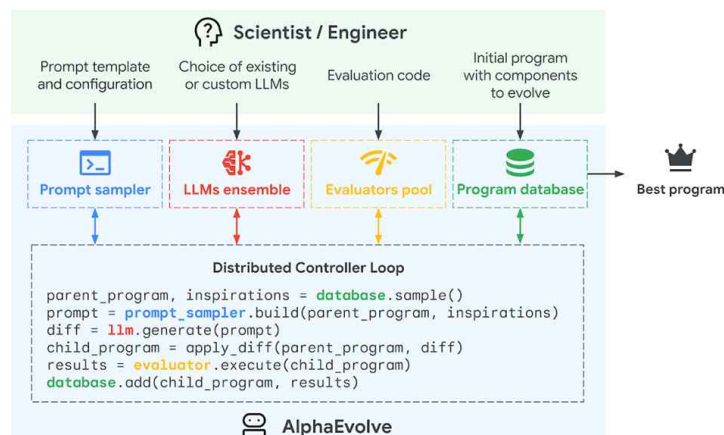 Scientist / Engineer
Prompt template
and configuration
Choice of existing
or custom LLMs
Evaluation code
Initial program
with components
to evolve
Prompt sampler
LLMs ensemble
Evaluators pool
Program database
Best program
Distributed Controller Loop
parent_program, inspirations = database.sample()
prompt = prompt_sampler.build(parent_program, inspirations)
diff = llm.generate(prompt)
child_program = apply_diff(parent_program, diff)
results = evaluator.execute(child_program)
database.add(child_program, results)
AlphaEvolve